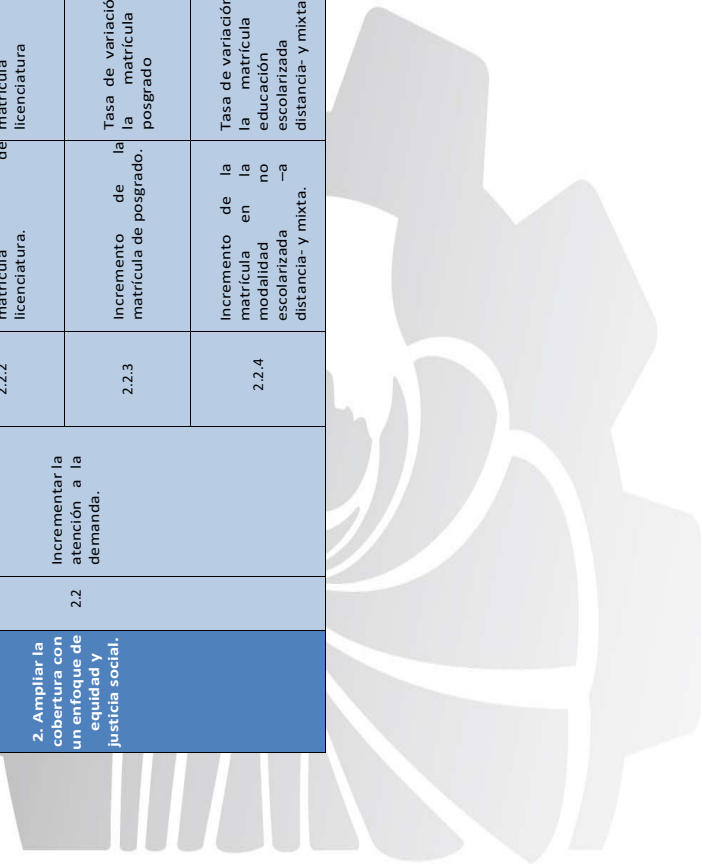 2. Ampliar la
cobertura con
un enfoque de
equidad y
justicia social.
2.2
Incrementar la
atención a la
demanda.
2.2.2
matrícula de
licenciatura.
matrícula
licenciatura
2.2.3
Incremento de la
matrícula de posgrado.
Tasa de variació
la matrícula
posgrado
2.2.4
Incremento de la
matrícula en la
modalidad no
escolarizada –a
distancia- y mixta.
Tasa de variación
la matrícula
educación
escolarizada
distancia- y mixta